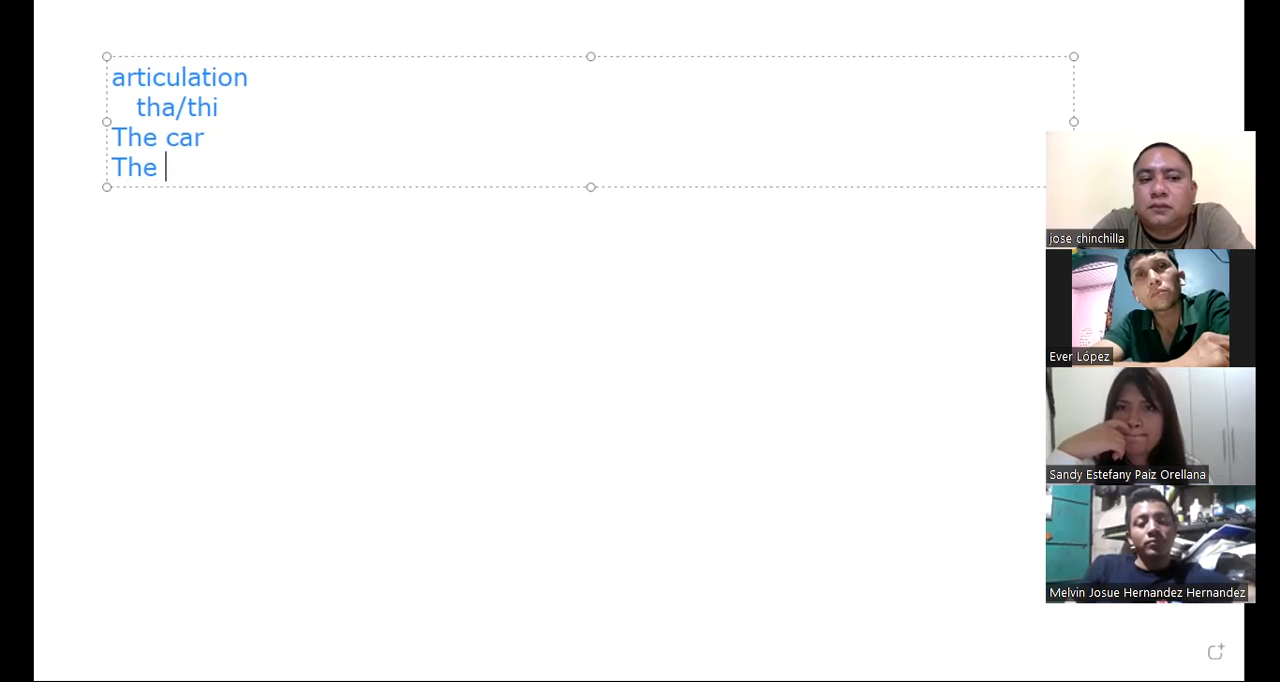 articulation
tha/thi
The car
The
jose chinchilla
Ever López
Sandy Estefany Paiz Orellana
Melvin Josue Hernandez Hernandez